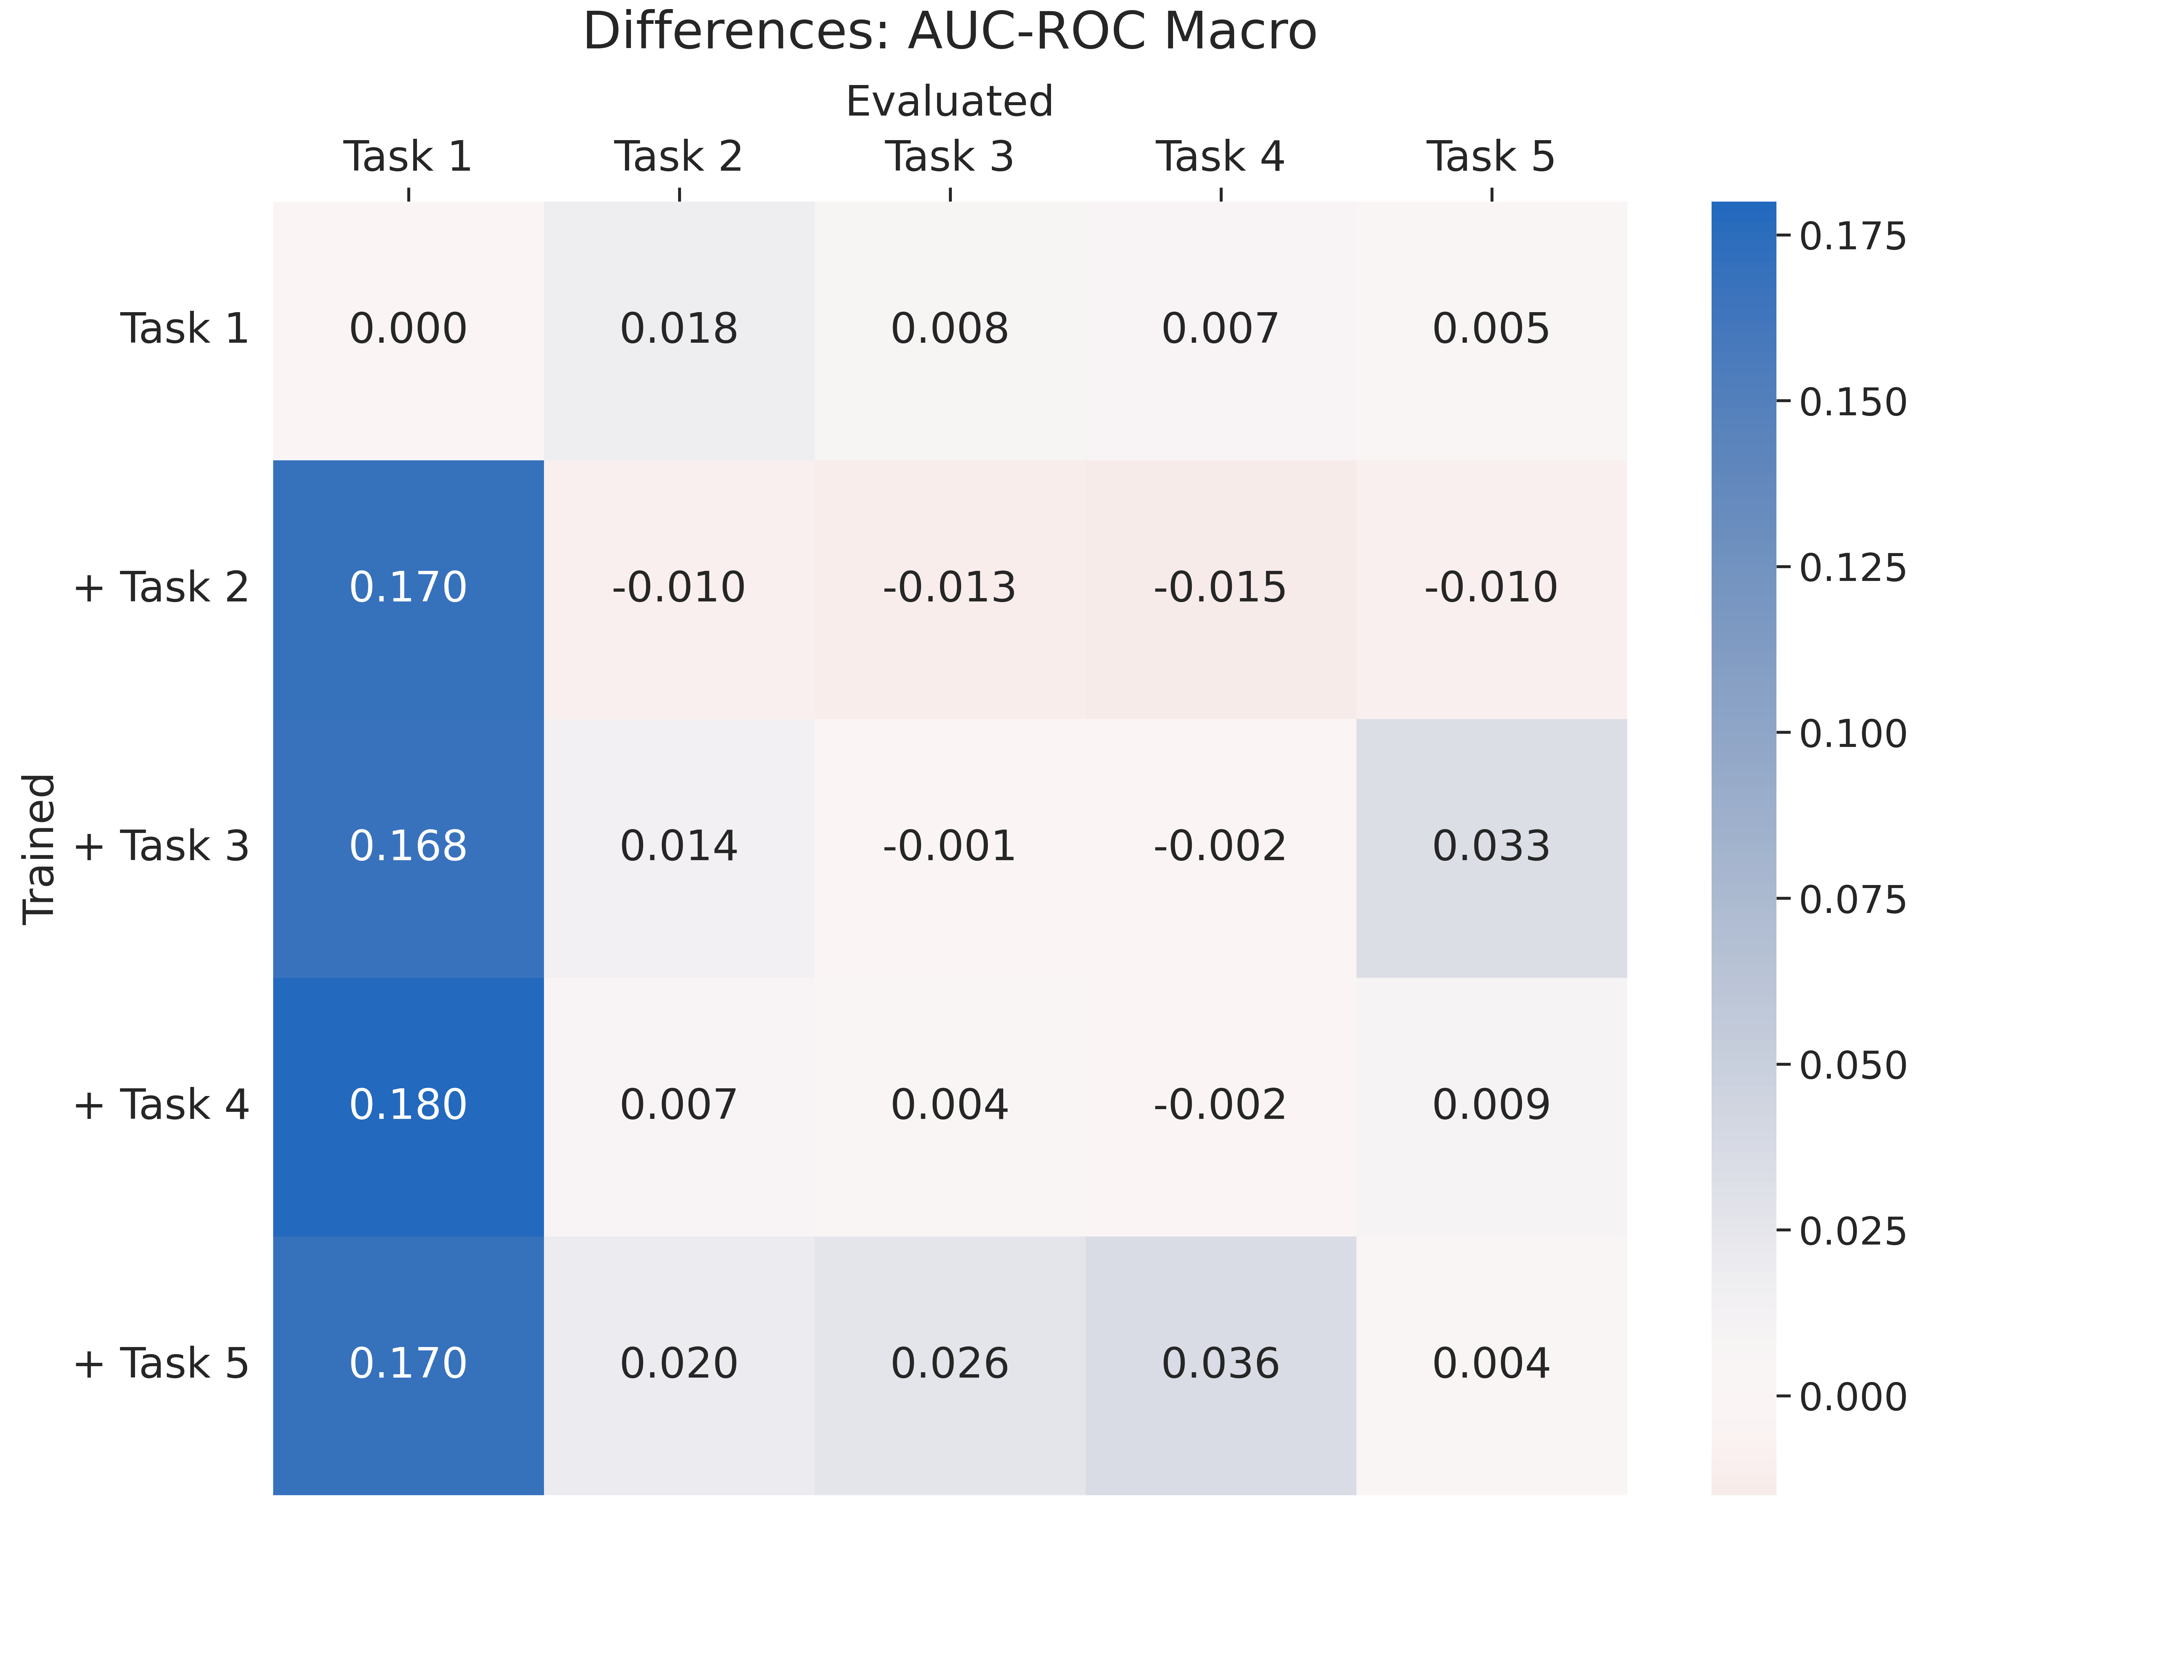 Differences: AUC-ROC Macro
Evaluated
Task 1 Task 2 Task 3 Task 4 Task 5
Task 1 0.000 0.018 0.008 0.007 0.005
+ Task 2 0.170 -0.010 -0.013 -0.015 -0.010
+ Task 3 0.168 0.014 -0.001 -0.002 0.033
+ Task 4 0.180 0.007 0.004 -0.002 0.009
+ Task 5 0.170 0.020 0.026 0.036 0.004
Trained
0.175
0.150
0.125
0.100
0.075
0.050
0.025
0.000